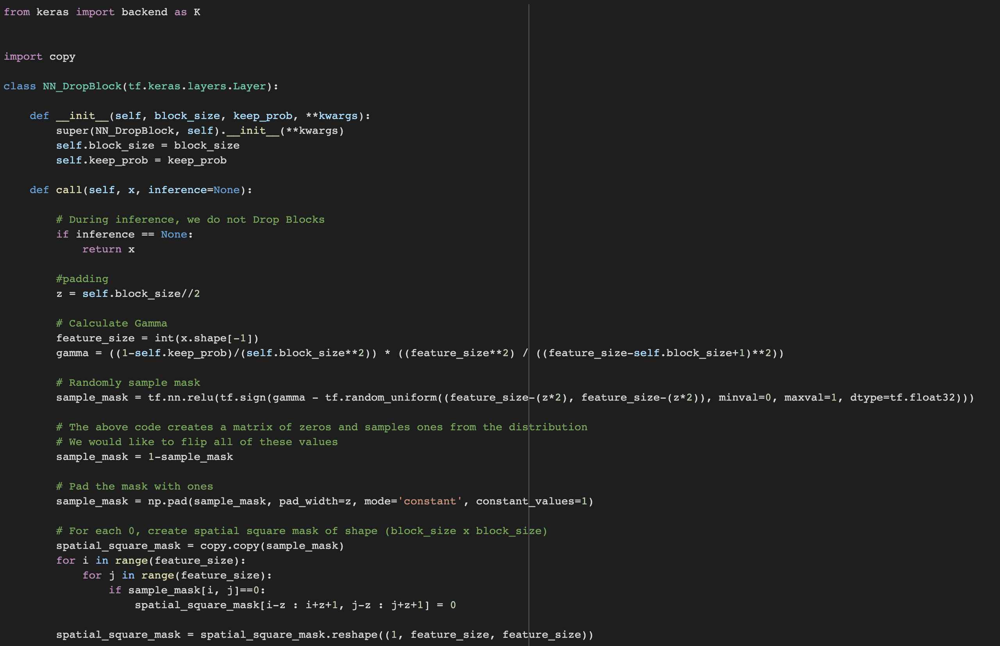 from keras import backend as K
import copy
class NN_DropBlock(tf.keras.layers.Layer):
    def __init__(self, block_size, keep_prob, **kwargs):
        super(NN_DropBlock, self).__init__(**kwargs)
        self.block_size = block_size
        self.keep_prob = keep_prob
    def call(self, x, inference=None):
        # During inference, we do not Drop Blocks
        if inference == None:
            return x
        #padding
        z = self.block_size//2
        # Calculate Gamma
        feature_size = int(x.shape[-1])
        gamma = ((1-self.keep_prob)/(self.block_size**2)) * ((feature_size**2) / ((feature_size-self.block_size+1)**2))
        # Randomly sample mask
        sample_mask = tf.nn.relu(tf.sign(gamma - tf.random_uniform((feature_size-(z*2), feature_size-(z*2)), minval=0, maxval=1, dtype=tf.float32)))
        # The above code creates a matrix of zeros and samples ones from the distribution
        # We would like to flip all of these values
        sample_mask = 1-sample_mask
        # Pad the mask with ones
        sample_mask = np.pad(sample_mask, pad_width=z, mode='constant', constant_values=1)
        # For each 0, create spatial square mask of shape (block_size x block_size)
        spatial_square_mask = copy.copy(sample_mask)
        for i in range(feature_size):
            for j in range(feature_size):
                if sample_mask[i, j]==0:
                    spatial_square_mask[i-z : i+z+1, j-z : j+z+1] = 0
        spatial_square_mask = spatial_square_mask.reshape((1, feature_size, feature_size))